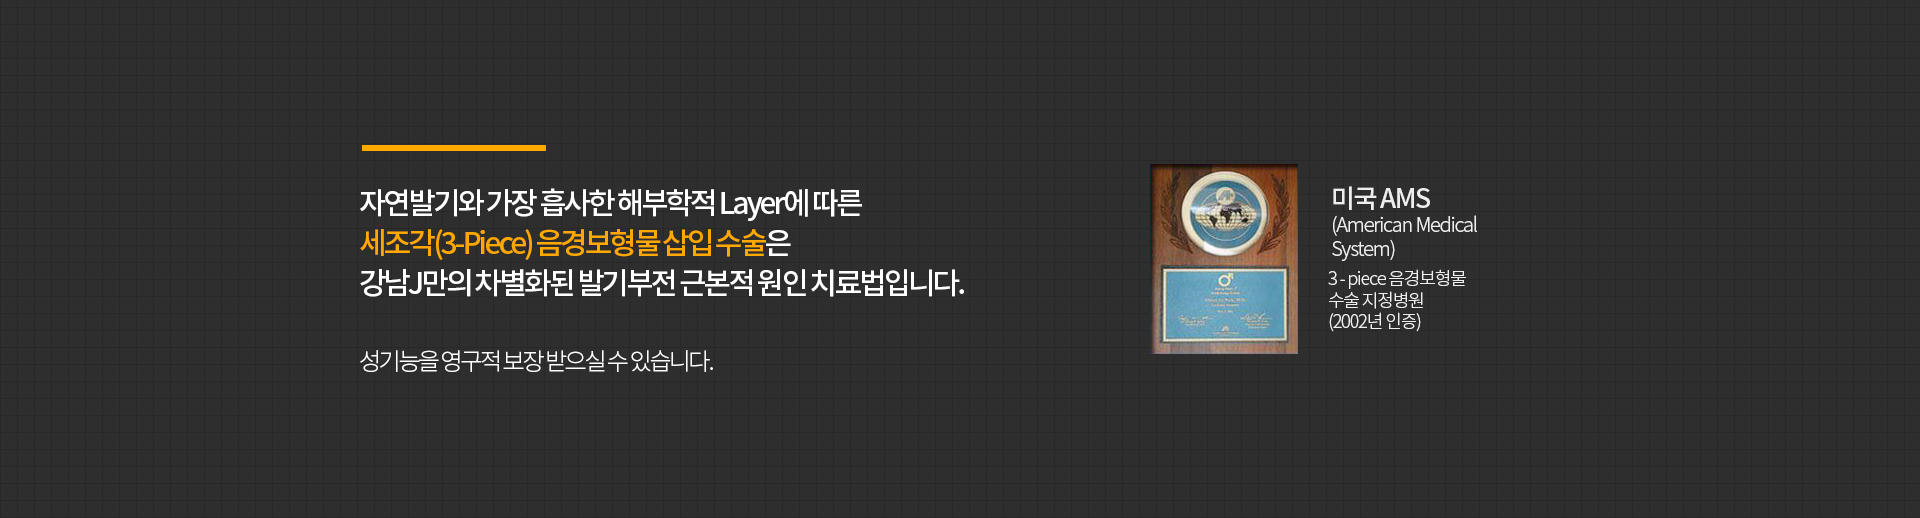 자연발기와 가장 흡사한 해부학적 Layer에 따른
세조각(3-Piece) 음경보형물 삽입 수술은
강남J만의 차별화된 발기부전 근본적 원인 치료법입니다.
성기능을 영구적 보장 받으실 수 있습니다.
미국 AMS
(American Medical
System)
3 - piece 음경보형물
수술 지정병원
(2002년 인증)